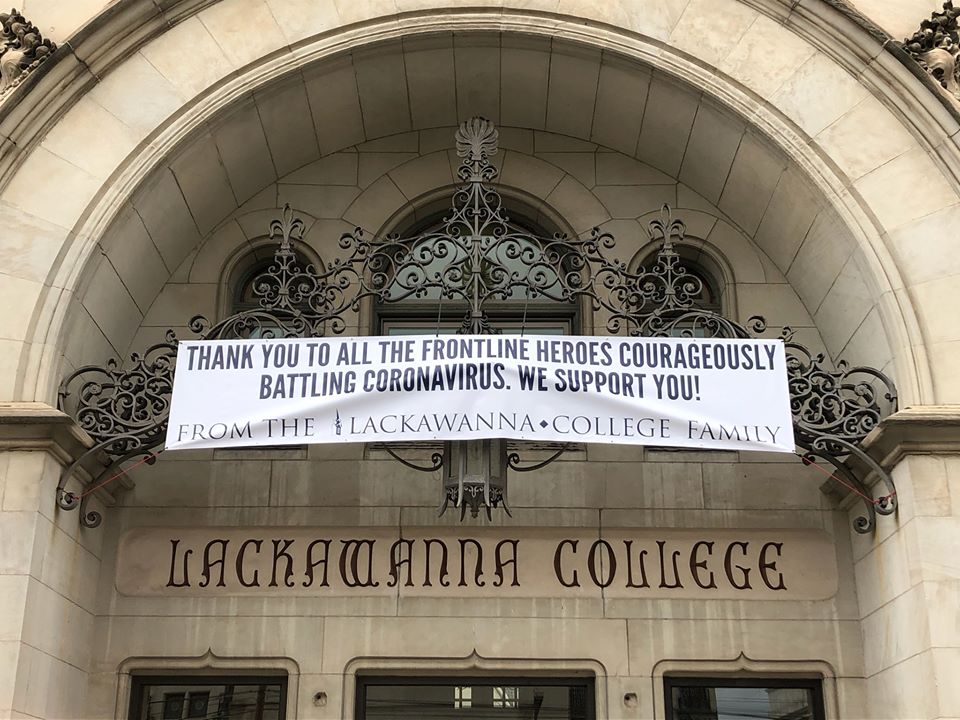 THANK YOU TO ALL THE FRONTLINE HEROES COURAGEOUSLY
BATTLING CORONAVIRUS. WE SUPPORT YOU!
FROM THE LACKAWANNA◆COLLEGE FAMILY
LACKAWANNA COLLEGE